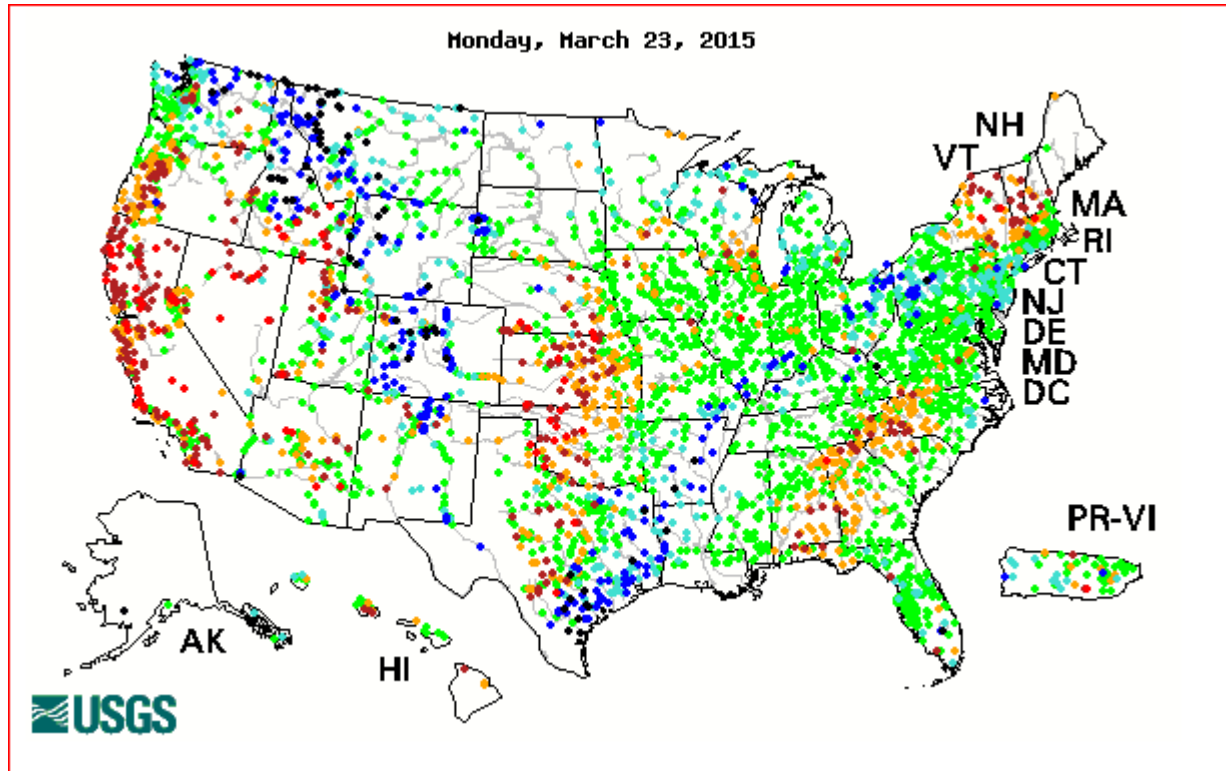 Monday, March 23, 2015
NH
VT
MA
RI
CT
NJ
DE
MD
DC
PR-VI
AK
HI
USGS